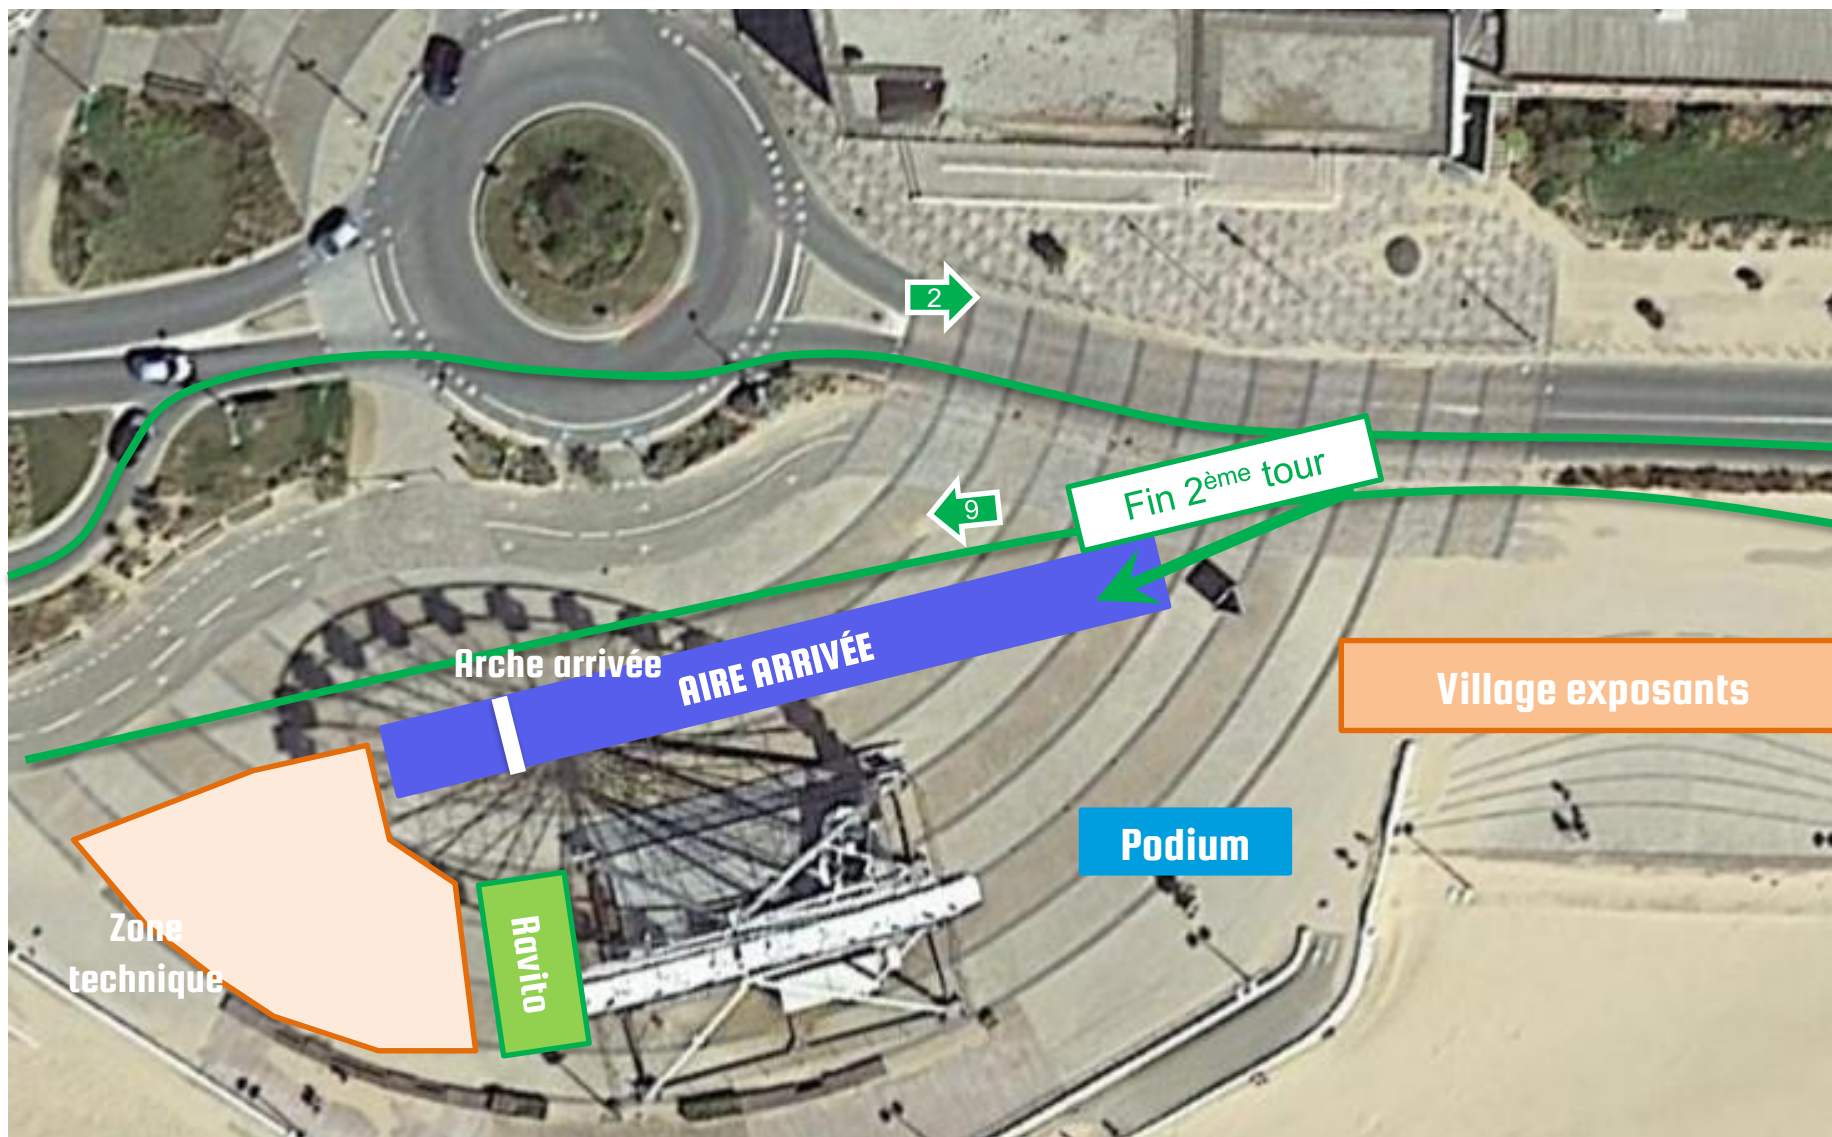 2
Fin 2ème tour
9
Arche arrivée
AIRE ARRIVÉE
Village exposants
Podium
Zone
technique
Ravito